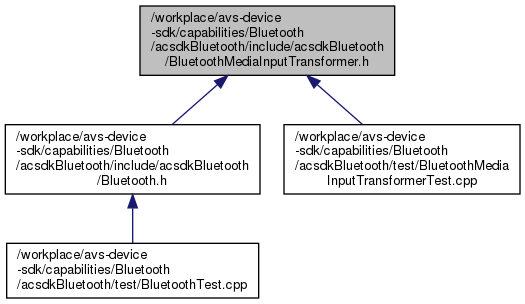 /workplace/avs-device
-sdk/capabilities/Bluetooth
/acsdkBluetooth/include/acsdkBluetooth
/BluetoothMediaInputTransformer.h
/workplace/avs-device
-sdk/capabilities/Bluetooth
/acsdkBluetooth/include/acsdkBluetooth
/Bluetooth.h
/workplace/avs-device
-sdk/capabilities/Bluetooth
/acsdkBluetooth/test/BluetoothMedia
InputTransformerTest.cpp
/workplace/avs-device
-sdk/capabilities/Bluetooth
/acsdkBluetooth/test/BluetoothTest.cpp